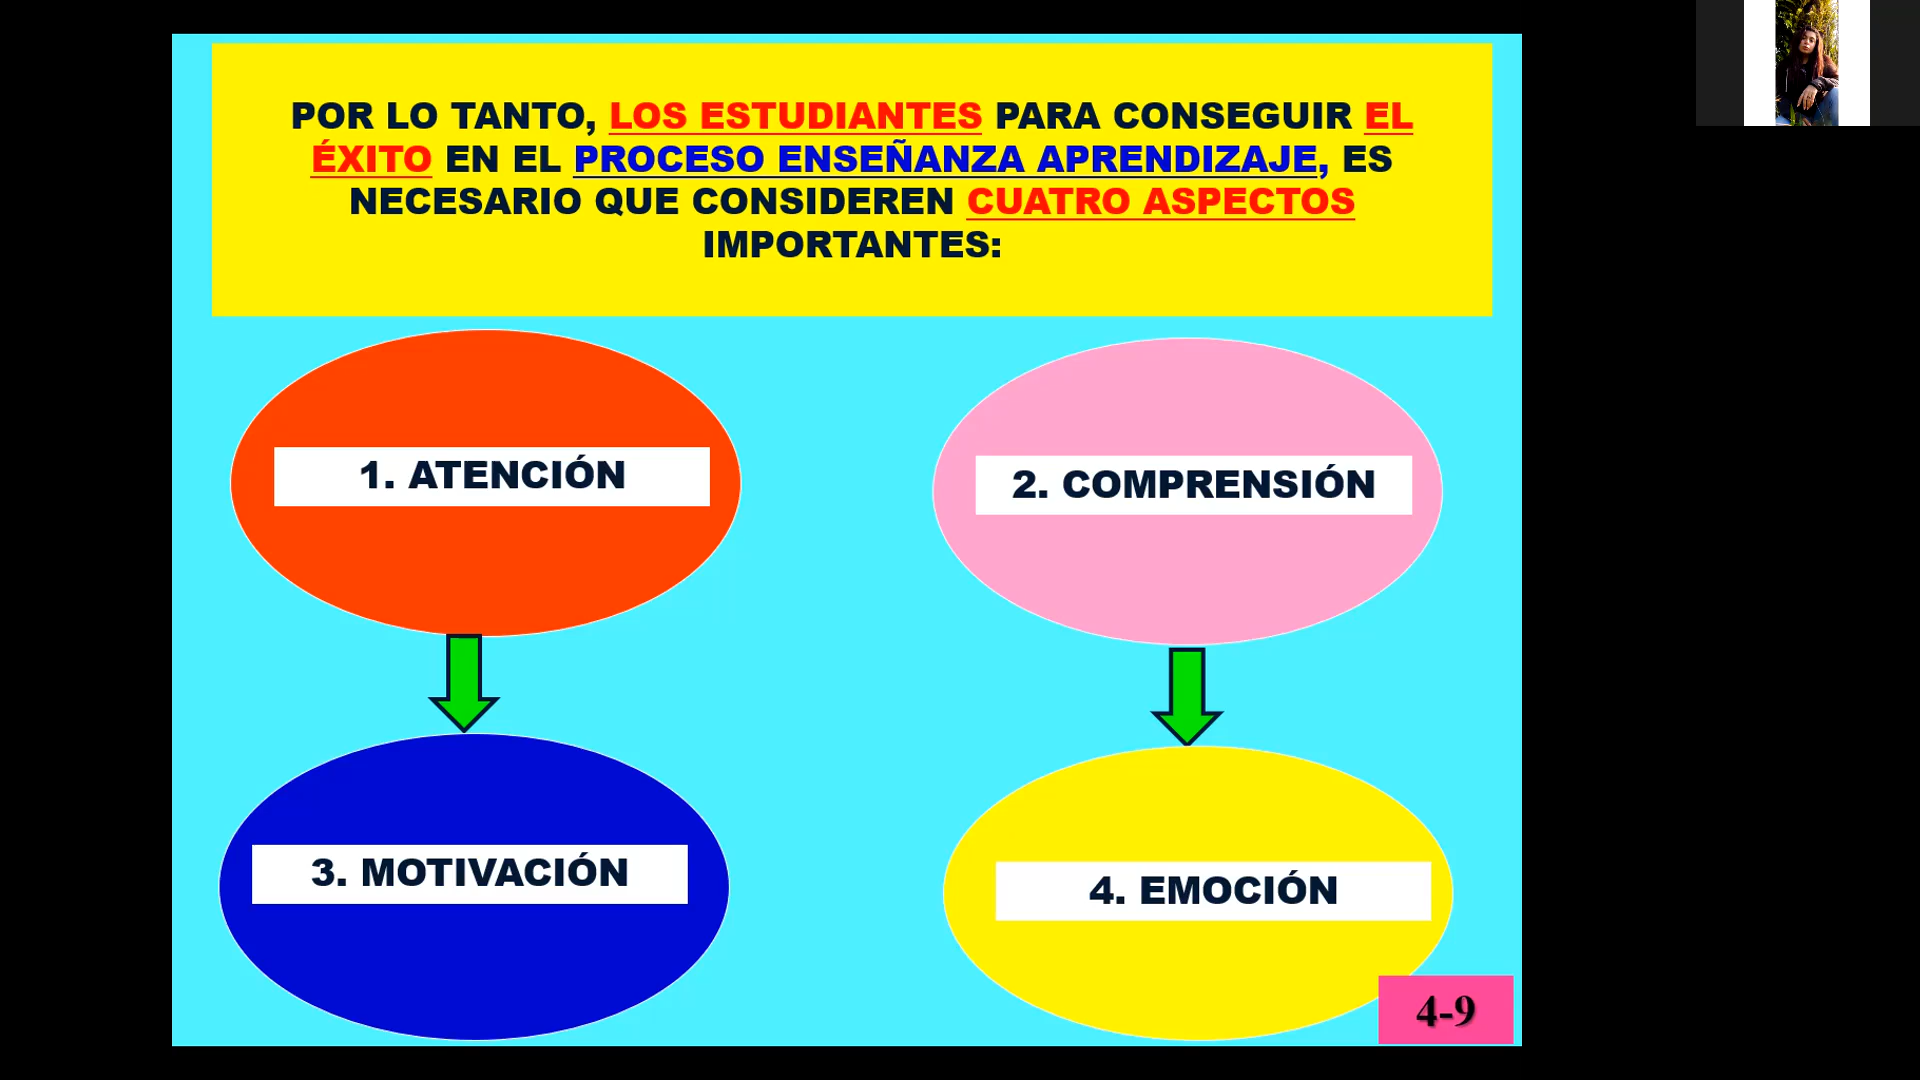 POR LO TANTO, LOS ESTUDIANTES PARA CONSEGUIR EL
ÉXITO EN EL PROCESO ENSEÑANZA APRENDIZAJE, ES
NECESARIO QUE CONSIDEREN CUATRO ASPECTOS
IMPORTANTES:
1. ATENCIÓN
2. COMPRENSIÓN
3. MOTIVACIÓN
4. EMOCIÓN
4-9